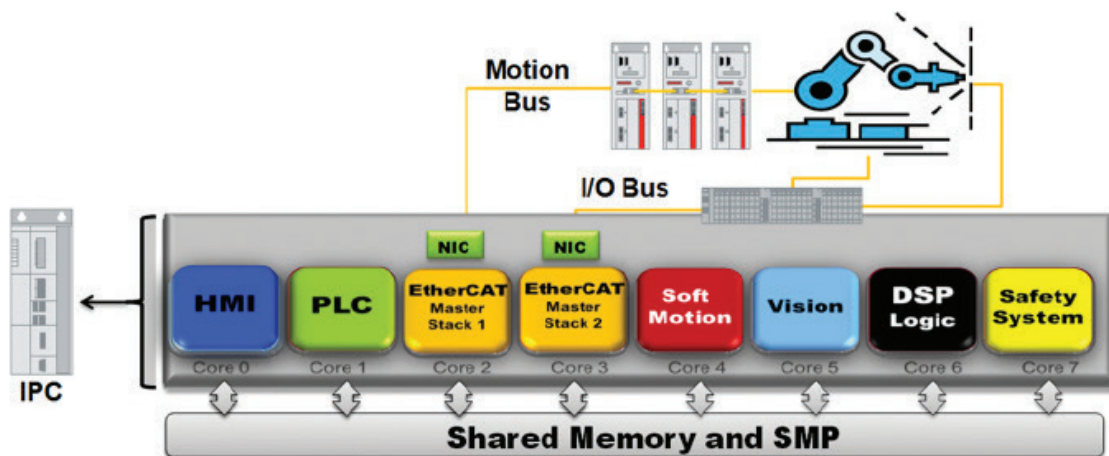 Motion
Bus
I/O Bus
NIC
NIC
HMI
PLC
EtherCAT
Master
Stack 1
EtherCAT
Master
Stack 2
Soft
Motion
Vision
DSP
Logic
Safety
System
Core 0
Core 1
Core 2
Core 3
Core 4
Core 5
Core 6
Core 7
IPC
Shared Memory and SMP